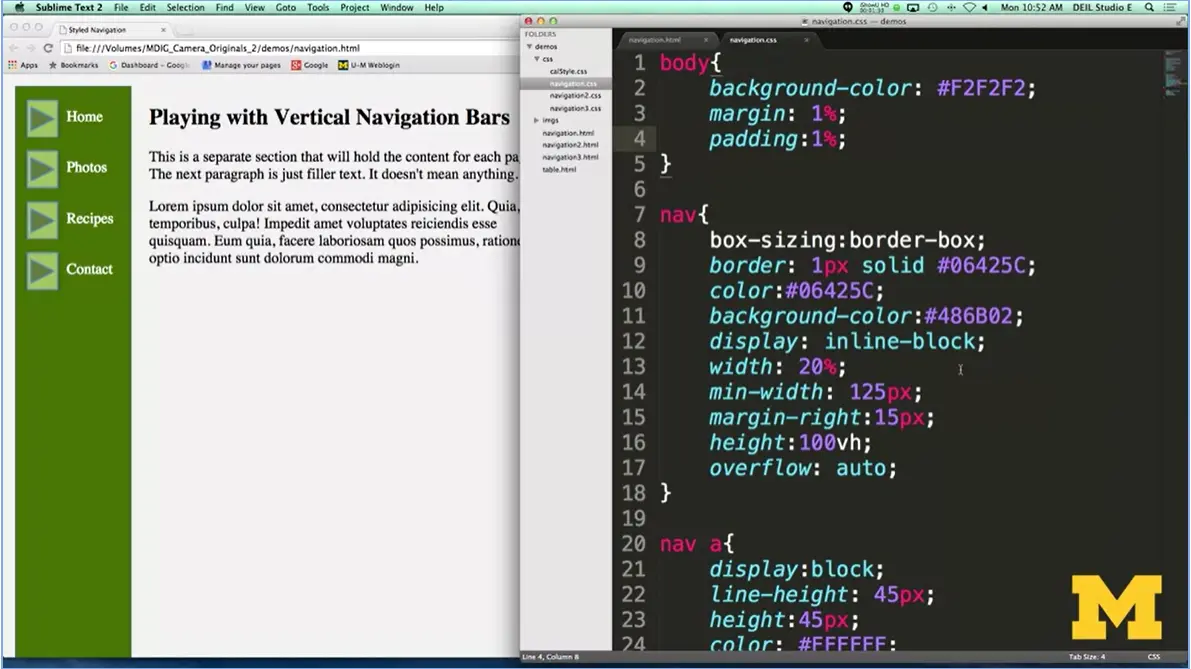 Sublime Text 2 File Edit Selection Find View Goto Tools Project Window Help
Mon 10:52 AM DEIL Studio E
Styled Navigation
file:///Volumes/MDIG_Camera_Originals_2/demos/navigation.html
Apps Bookmarks Dashboard – Google Manage your pages Google U-M Weblogin
Home
Photos
Recipes
Contact
Playing with Vertical Navigation Bars
This is a separate section that will hold the content for each pa
The next paragraph is just filler text. It doesn't mean anything.
Lorem ipsum dolor sit amet, consectetur adipisicing elit. Quia,
temporibus, culpa! Impedit amet voluptates reiciendis esse
quisquam. Eum quia, facere laboriosam quos possimus, ratione
optio incidunt sunt dolorum commodi magni.
navigation.css — demos
FOLDERS
demos
css
calStyle.css
navigation.css
navigation2.css
navigation3.css
imgs
navigation.html
navigation2.html
navigation3.html
table.html
navigation.html navigation.css
1 body{
2 background-color: #F2F2F2;
3 margin: 1%;
4 padding:1%;
5 }
6
7 nav{
8 box-sizing:border-box;
9 border: 1px solid #06425C;
10 color:#06425C;
11 background-color:#486B02;
12 display: inline-block;
13 width: 20%;
14 min-width: 125px;
15 margin-right:15px;
16 height:100vh;
17 overflow: auto;
18 }
19
20 nav a{
21 display:block;
22 line-height: 45px;
23 height:45px;
24 color: #FFFFFF;
M
Line 4, Column 8
Tab Size: 4 CSS